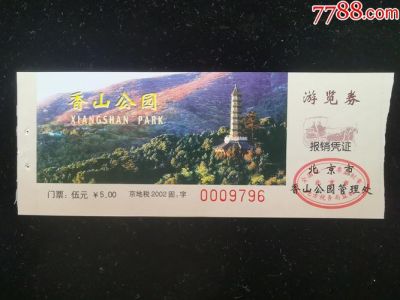 7788.com
香山公园
XIANGSHAN PARK
门票：伍元 ￥5.00
京地税2002固，字
0009796
游览券
报销凭证
北京市
香山公园管理处